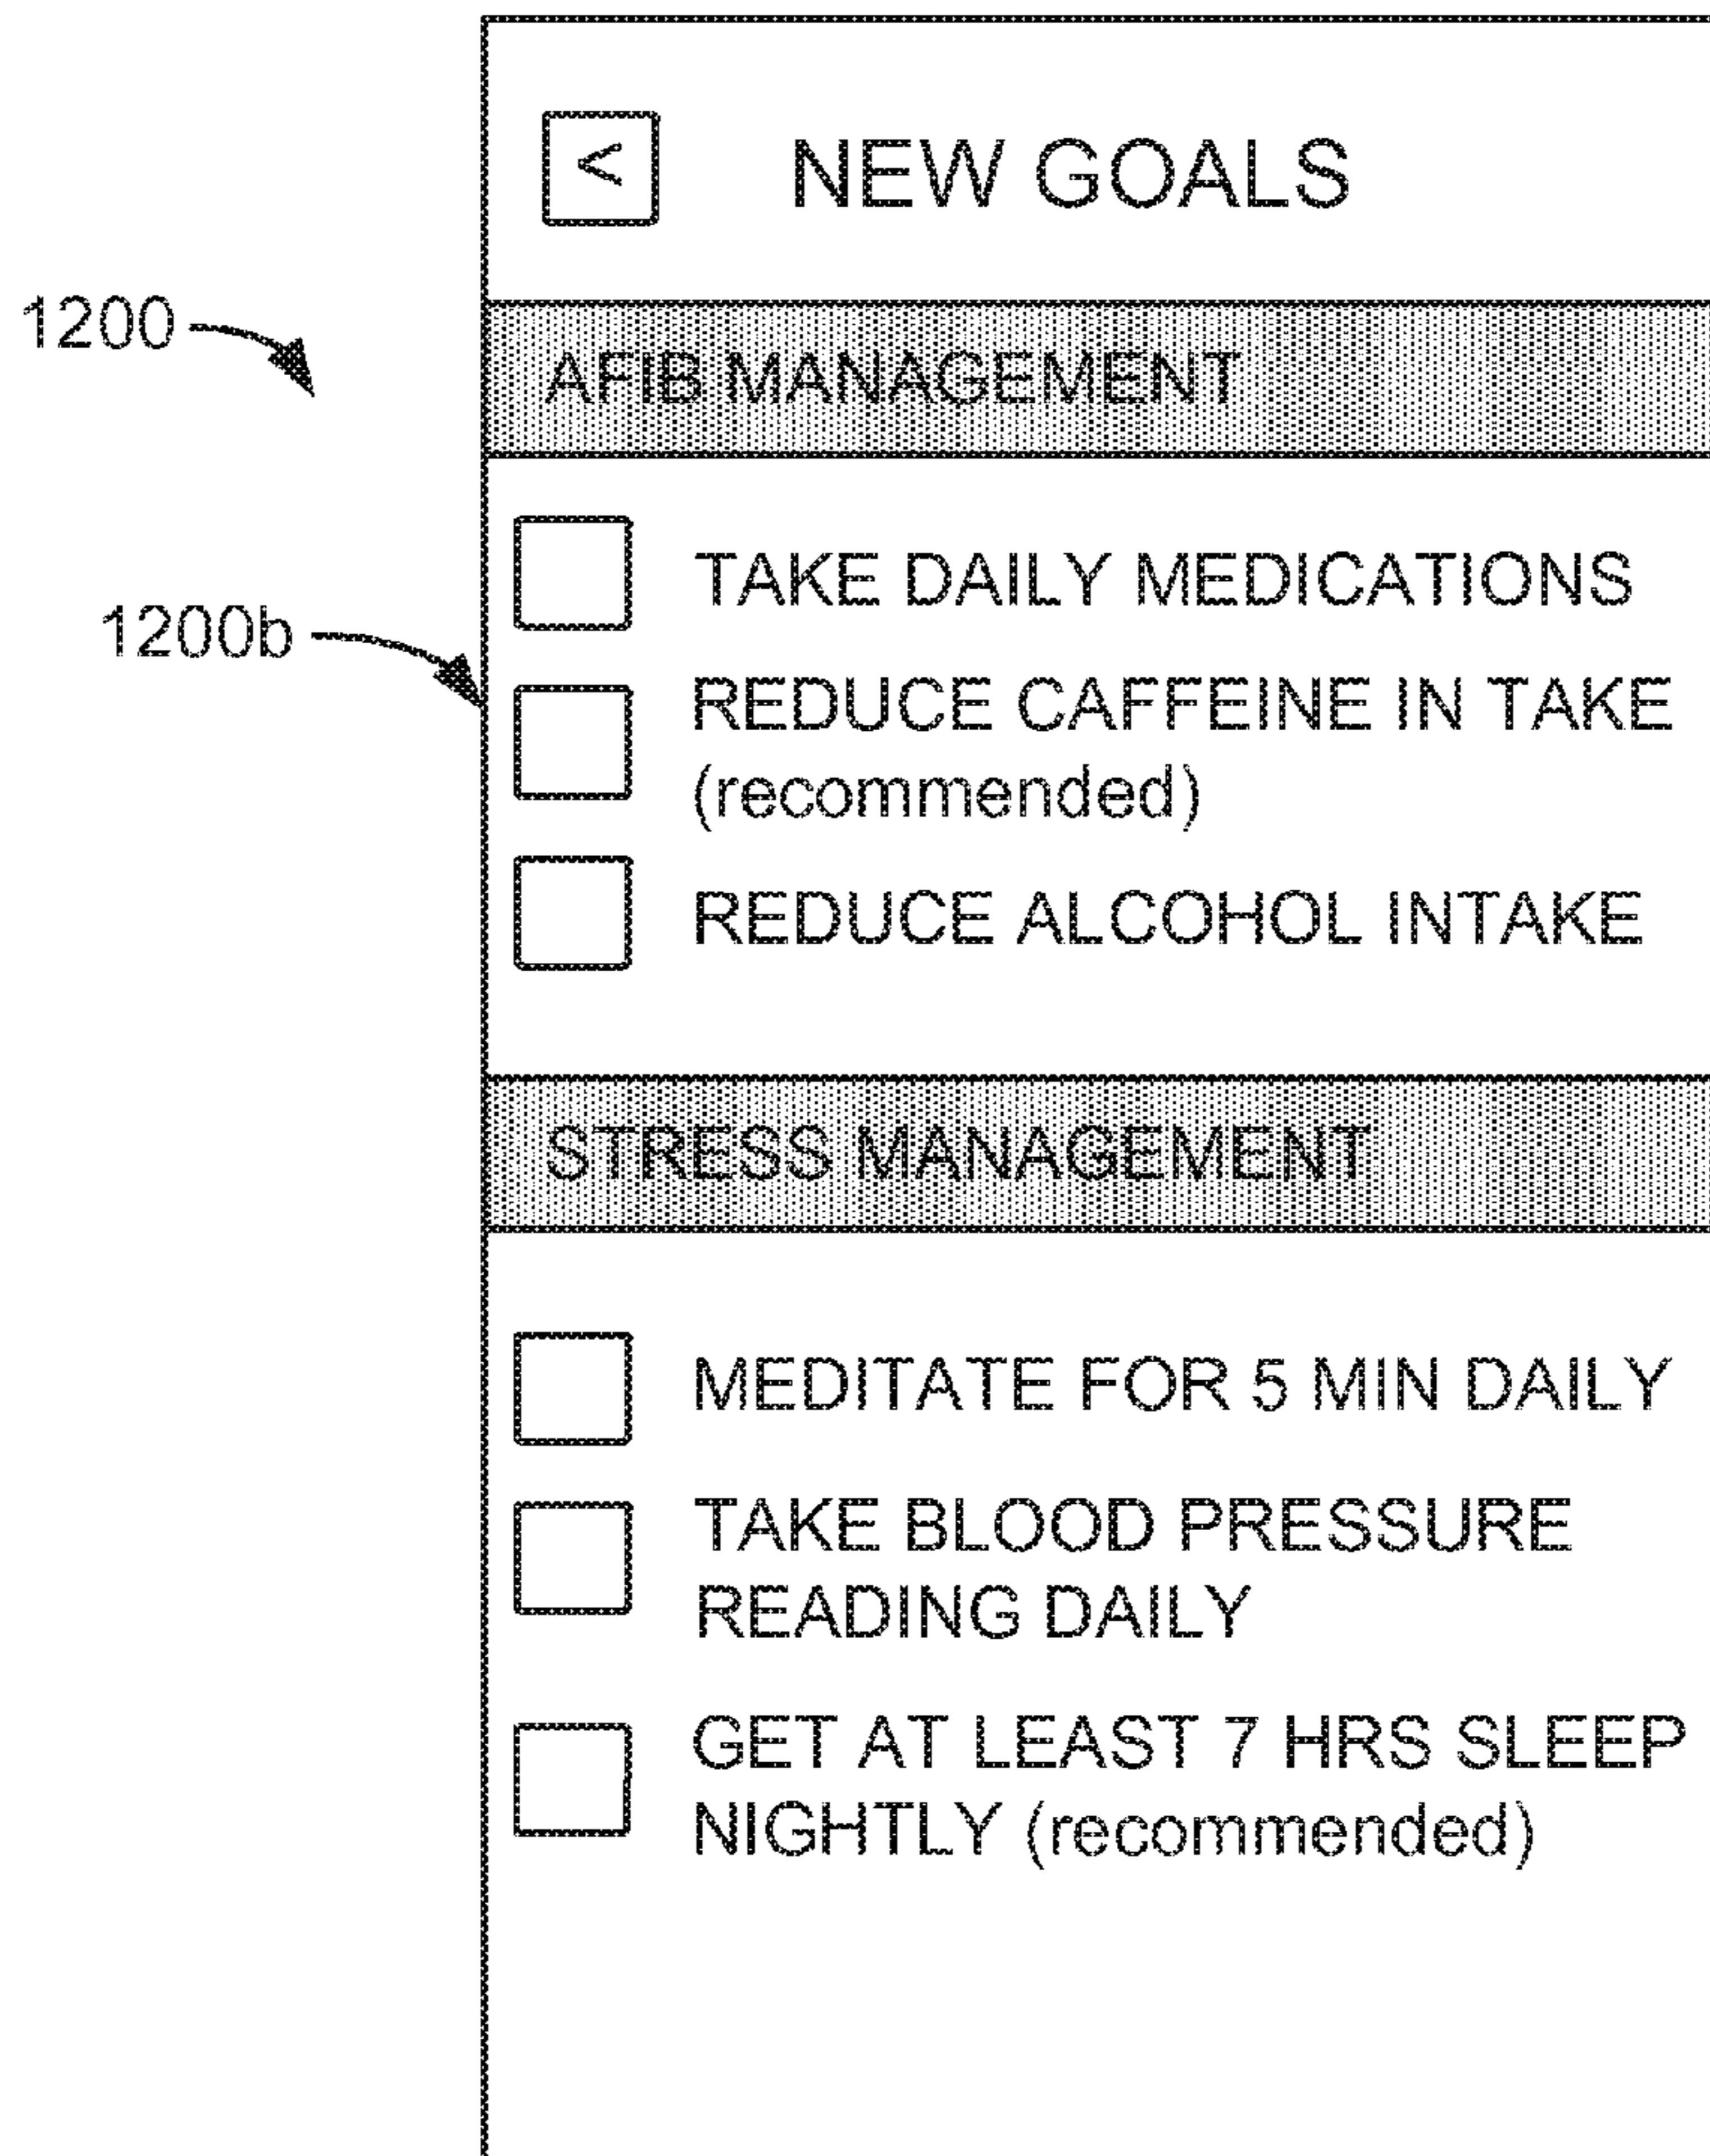 < NEW GOALS
1200
AFIB MANAGEMENT
TAKE DAILY MEDICATIONS
1200b
REDUCE CAFFEINE IN TAKE
(recommended)
REDUCE ALCOHOL INTAKE
STRESS MANAGEMENT
MEDITATE FOR 5 MIN DAILY
TAKE BLOOD PRESSURE
READING DAILY
GET AT LEAST 7 HRS SLEEP
NIGHTLY (recommended)